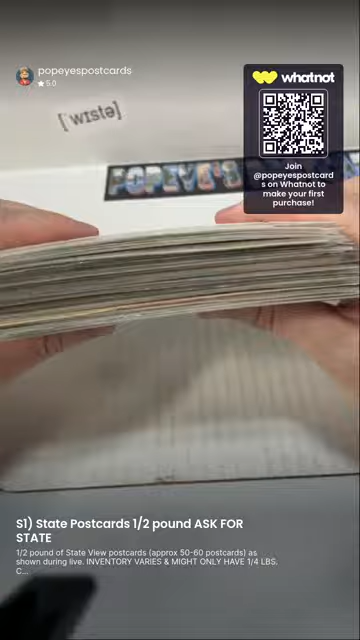 popeyespostcards
★5.0
whatnot
['wɪstə]
POPEYE'S
Join
@popeyespostcard
s on Whatnot to
make your first
purchase!
S1) State Postcards 1/2 pound ASK FOR
STATE
1/2 pound of State View postcards (approx 50-60 postcards) as
shown during live. INVENTORY VARIES & MIGHT ONLY HAVE 1/4 LBS.
C...